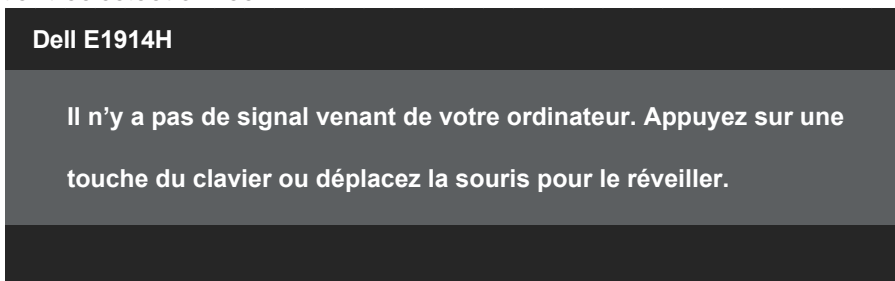 Dell E1914H
Il n’y a pas de signal venant de votre ordinateur. Appuyez sur une
touche du clavier ou déplacez la souris pour le réveiller.